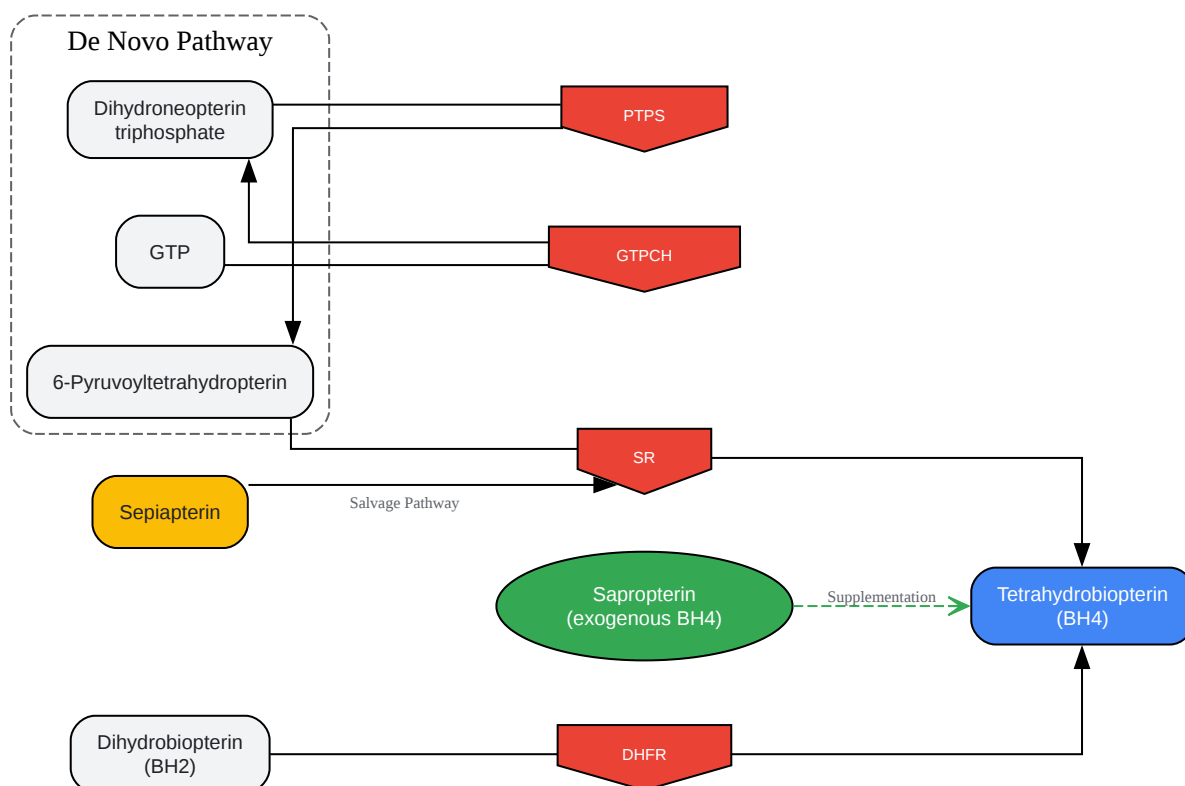 De Novo Pathway
Dihydroneopterin
triphosphate
PTPS
GTP
GTPCH
6-Pyruvoyltetrahydropterin
SR
Sepiapterin
Salvage Pathway
Sapropterin
(exogenous BH4)
Supplementation
Tetrahydrobiopterin
(BH4)
Dihydrobiopterin
(BH2)
DHFR